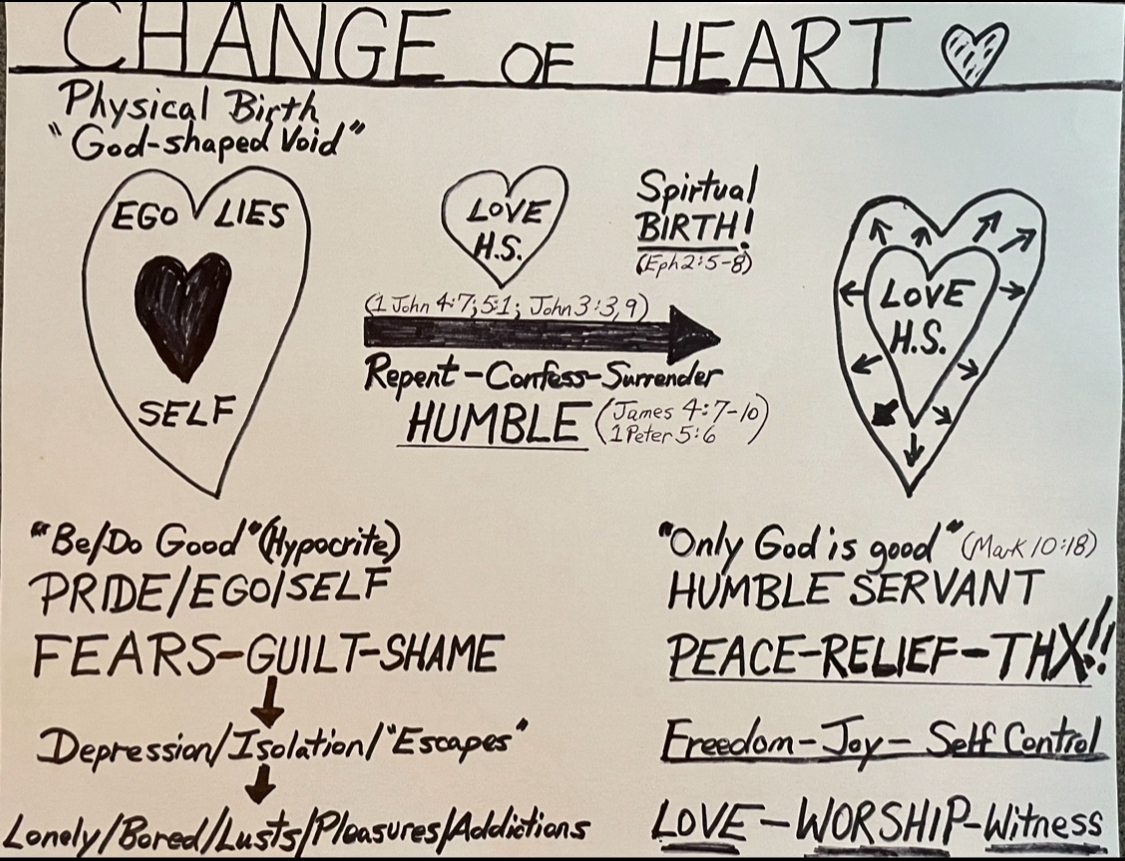 CHANGE OF HEART
Physical Birth
"God-shaped Void"
EGO LIES
SELF
LOVE
H.S.
Spirtual
BIRTH!
(Eph 2:5-8)
(1 John 4:7; 5:1; John 3:3,9)
Repent-Confess-Surrender
HUMBLE (James 4:7-10)
1 Peter 5:6
LOVE
H.S.
"Be/Do Good" (Hypocrite)
PRIDE/EGO/SELF
FEARS-GUILT-SHAME
Depression/Isolation/"Escapes"
Lonely/Bored/Lusts/Pleasures/Addictions
"Only God is good" (Mark 10:18)
HUMBLE SERVANT
PEACE-RELIEF-THX!!
Freedom-Joy-Self Control
LOVE-WORSHIP-Witness